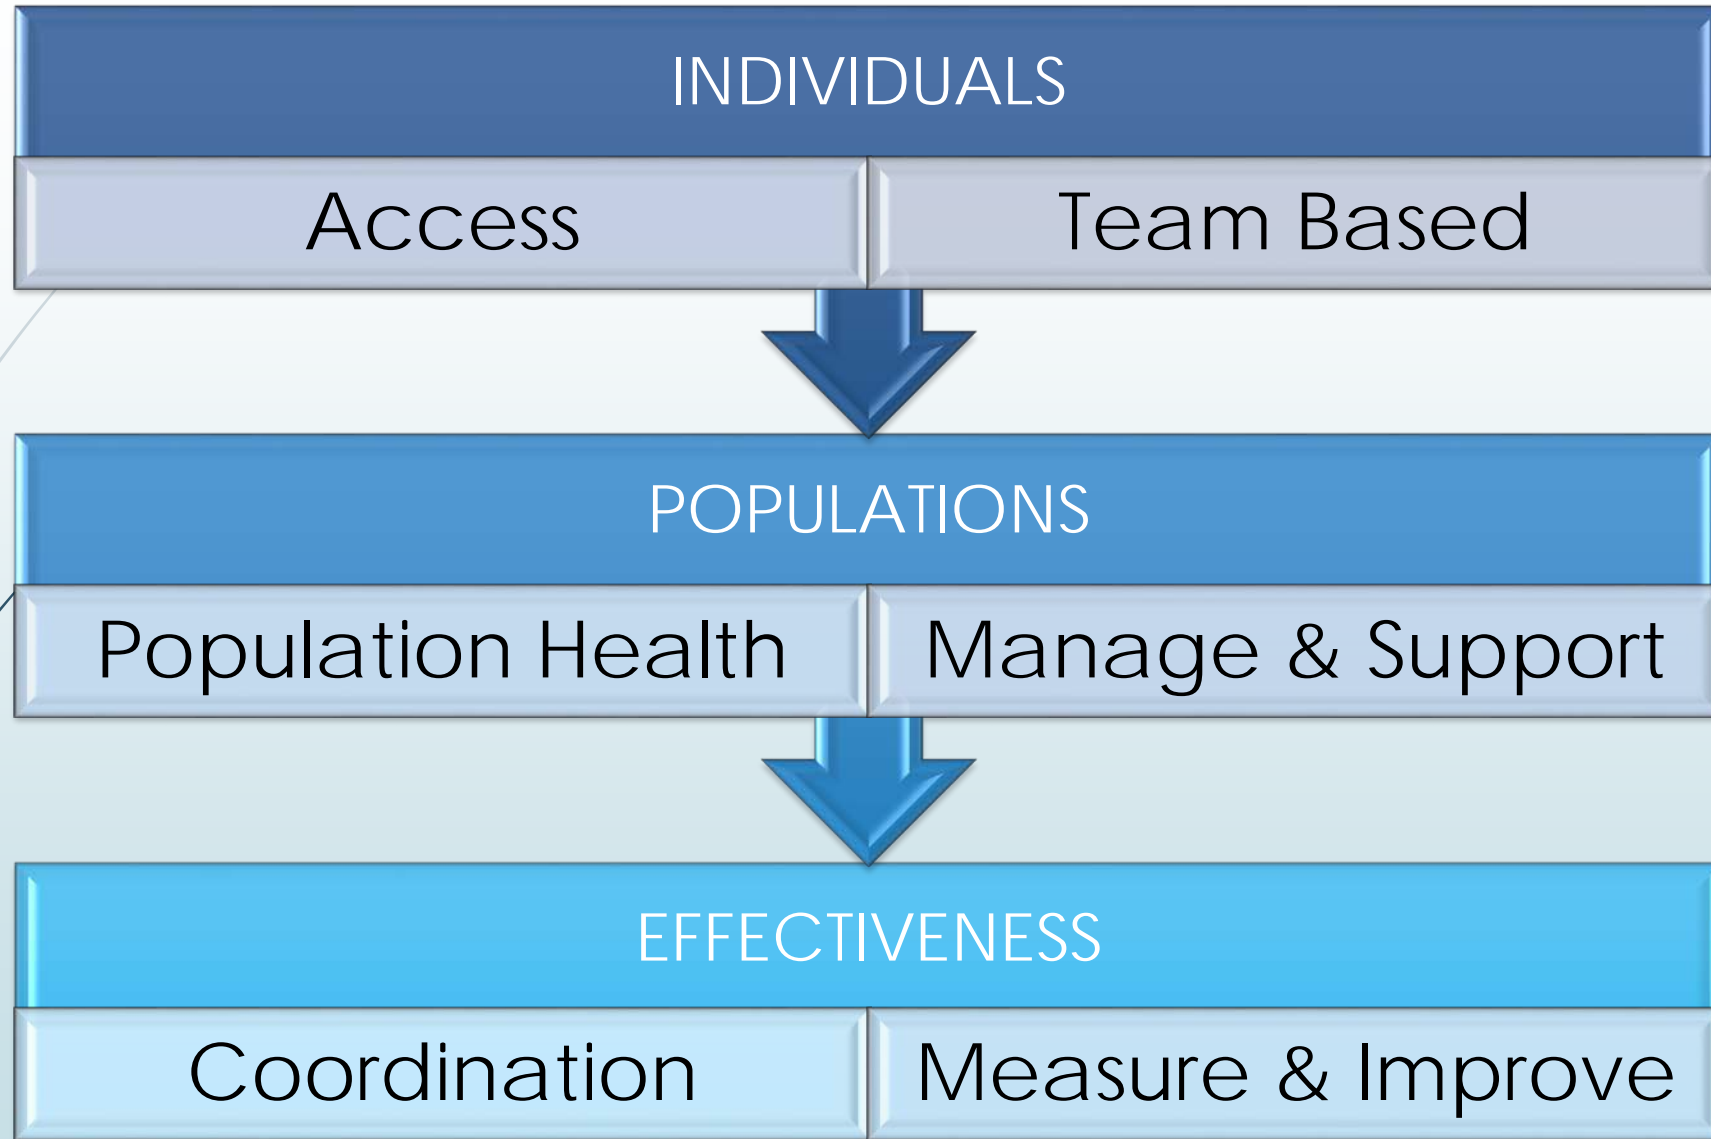 INDIVIDUALS
Access
Team Based
POPULATIONS
Population Health
Manage & Support
EFFECTIVENESS
Coordination
Measure & Improve